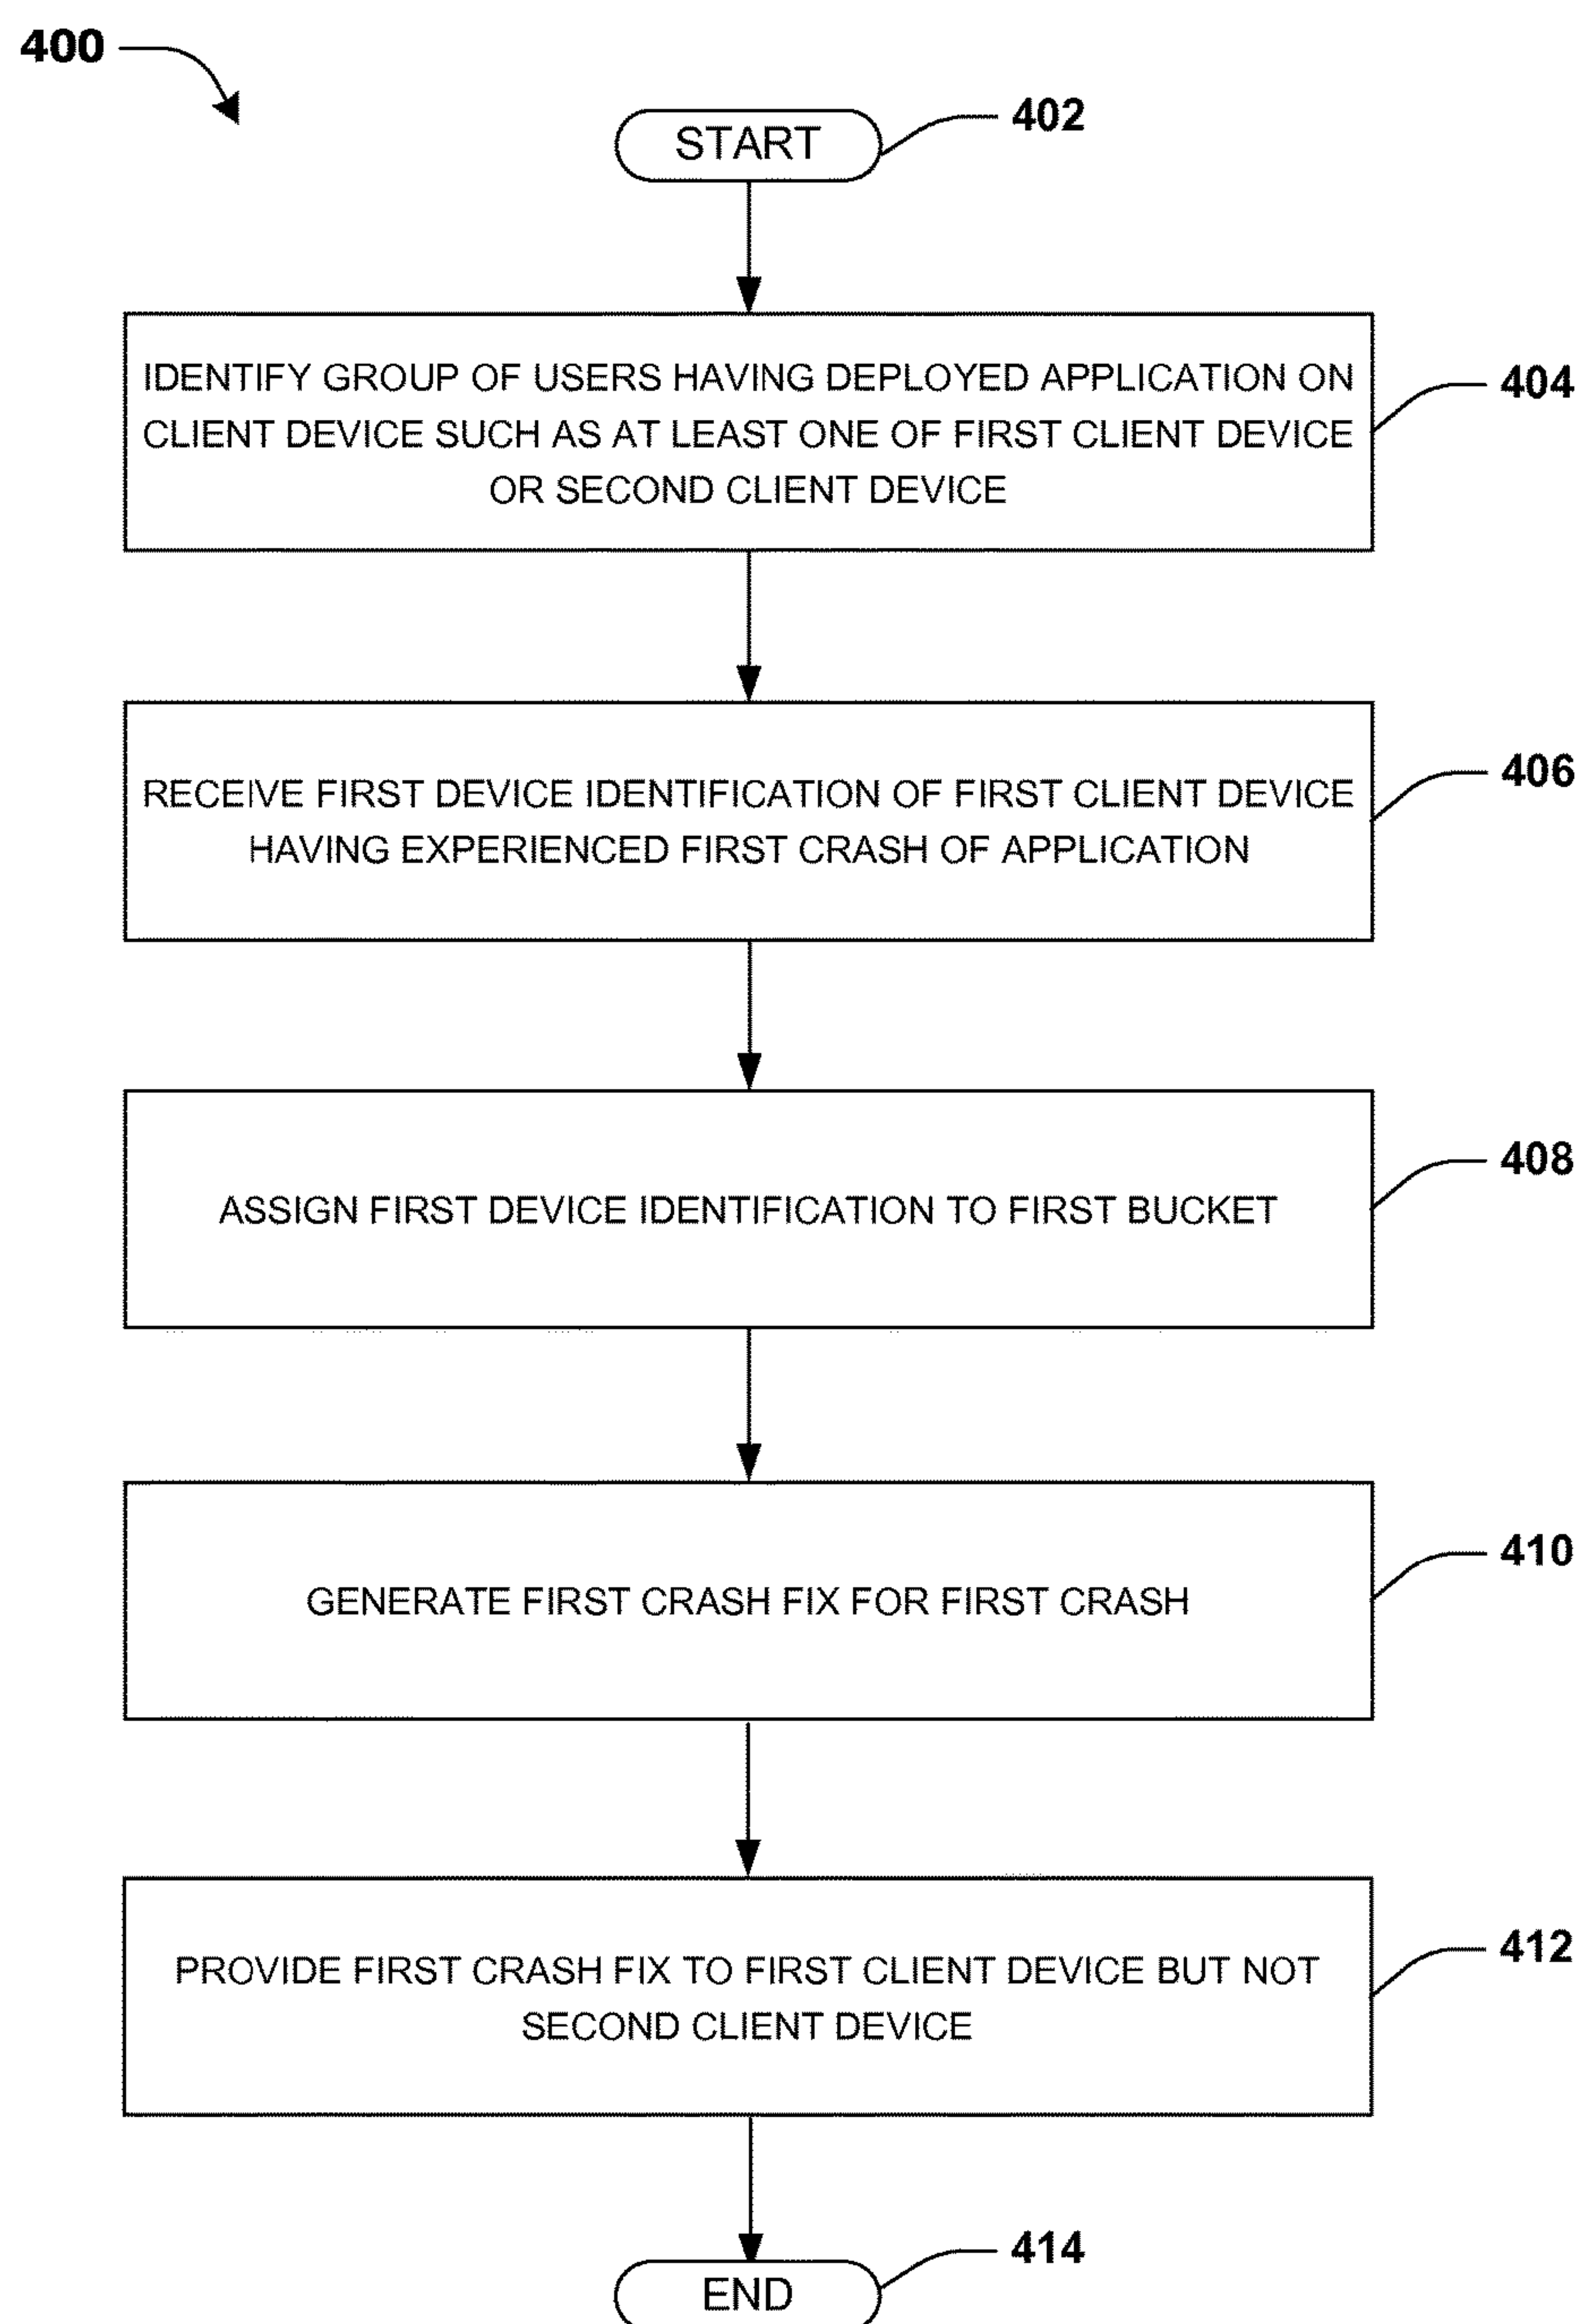 400
START
402
IDENTIFY GROUP OF USERS HAVING DEPLOYED APPLICATION ON
CLIENT DEVICE SUCH AS AT LEAST ONE OF FIRST CLIENT DEVICE
OR SECOND CLIENT DEVICE
404
RECEIVE FIRST DEVICE IDENTIFICATION OF FIRST CLIENT DEVICE
HAVING EXPERIENCED FIRST CRASH OF APPLICATION
406
ASSIGN FIRST DEVICE IDENTIFICATION TO FIRST BUCKET
408
GENERATE FIRST CRASH FIX FOR FIRST CRASH
410
PROVIDE FIRST CRASH FIX TO FIRST CLIENT DEVICE BUT NOT
SECOND CLIENT DEVICE
412
END
414